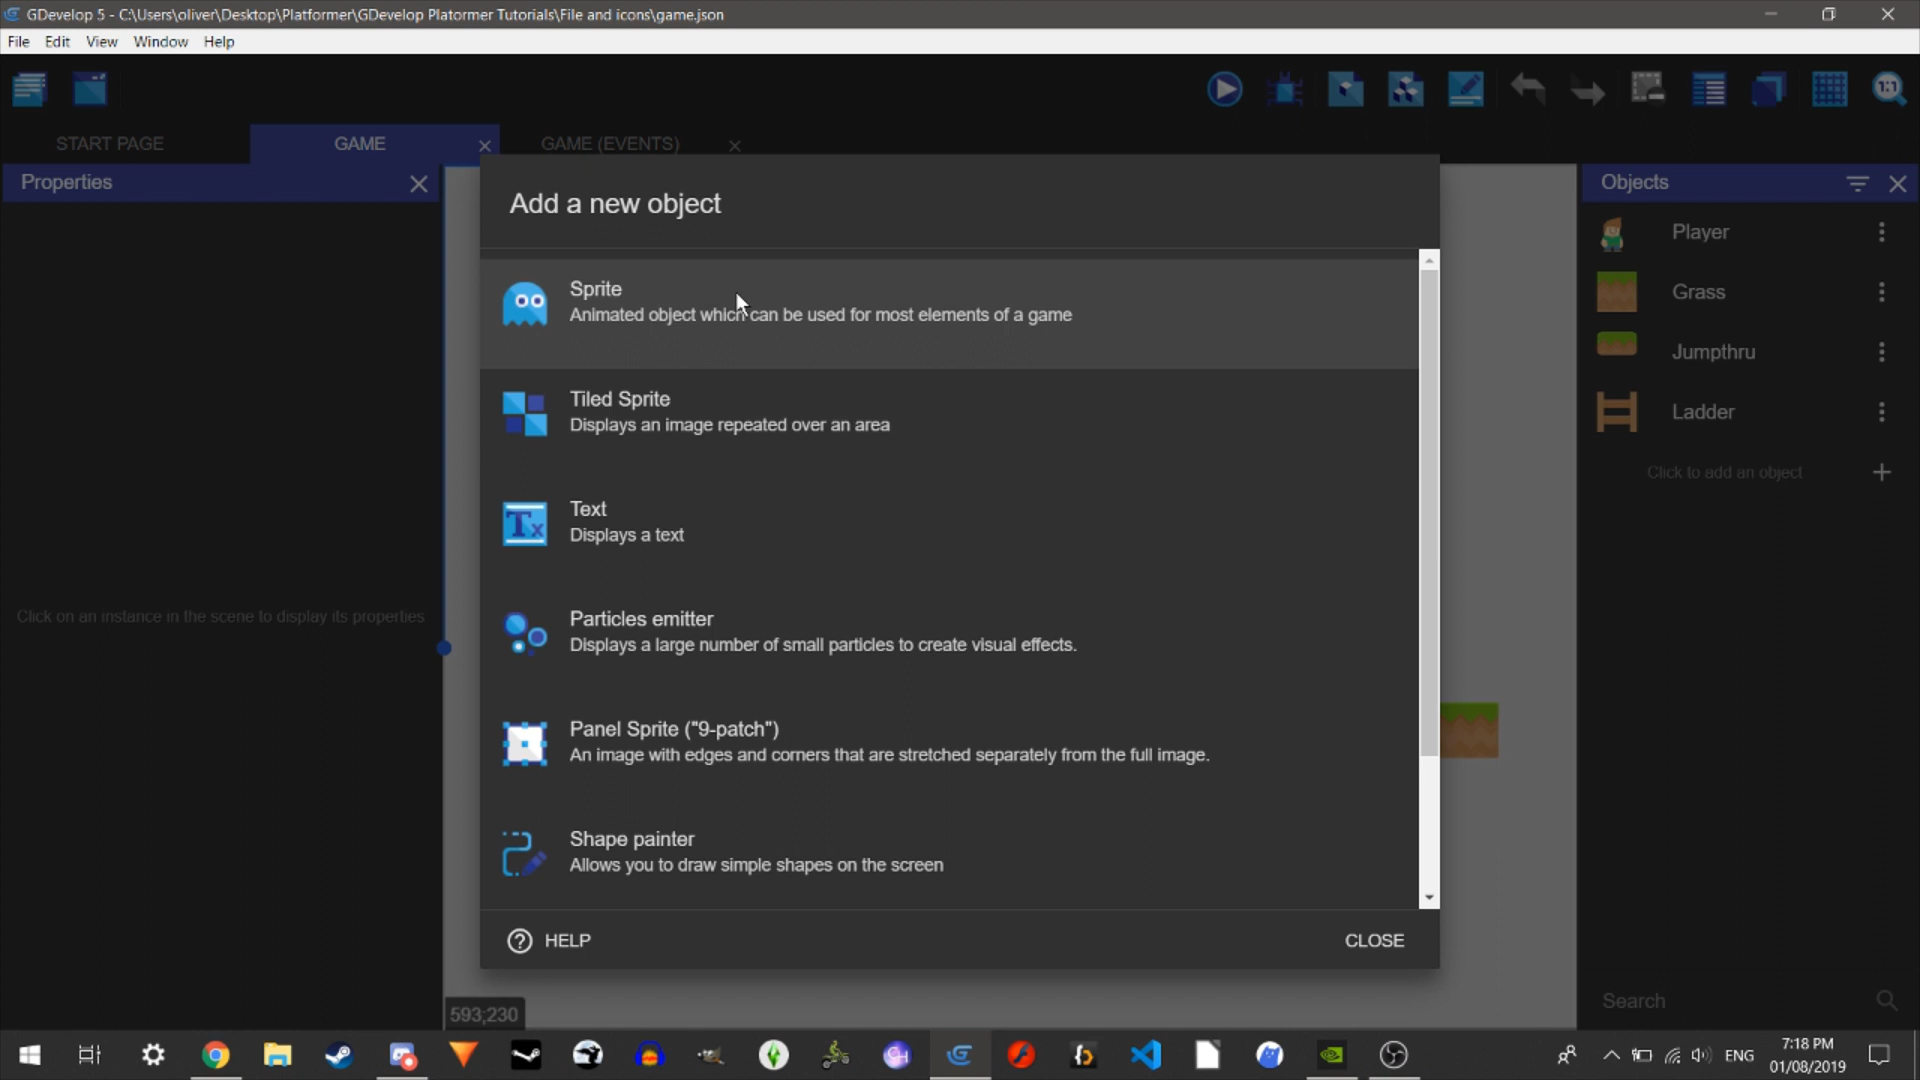 GDevelop 5 - C:\Users\oliver\Desktop\Platformer\GDevelop Platormer Tutorials\File and icons\game.json
File Edit View Window Help
1:1
START PAGE
GAME
GAME (EVENTS)
Properties
Objects
Add a new object
Player
Sprite
Animated object which can be used for most elements of a game
Grass
Jumpthru
Tiled Sprite
Displays an image repeated over an area
Ladder
Click to add an object
Tx
Text
Displays a text
Click on an instance in the scene to display its properties
Particles emitter
Displays a large number of small particles to create visual effects.
Panel Sprite ("9-patch")
An image with edges and corners that are stretched separately from the full image.
Shape painter
Allows you to draw simple shapes on the screen
? HELP
CLOSE
593;230
Search
ENG
7:18 PM
01/08/2019